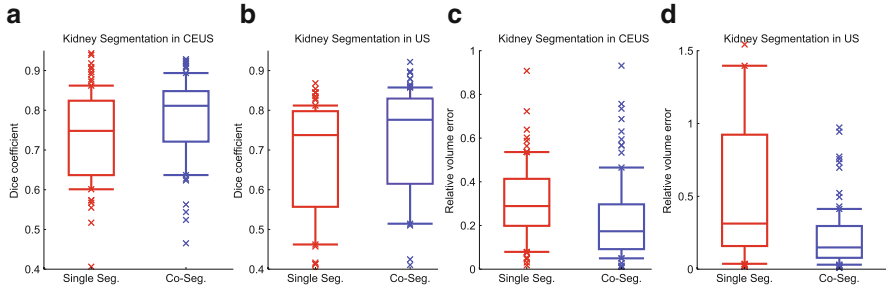 a
Kidney Segmentation in CEUS
Dice coefficient
0.9
0.8
0.7
0.6
0.5
0.4
Single Seg.
Co-Seg.
b
Kidney Segmentation in US
Dice coefficient
0.9
0.8
0.7
0.6
0.5
0.4
Single Seg.
Co-Seg.
c
Kidney Segmentation in CEUS
Relative volume error
1
0.8
0.6
0.4
0.2
0
Single Seg.
Co-Seg.
d
Kidney Segmentation in US
Relative volume error
1.5
1
0.5
0
Single Seg.
Co-Seg.